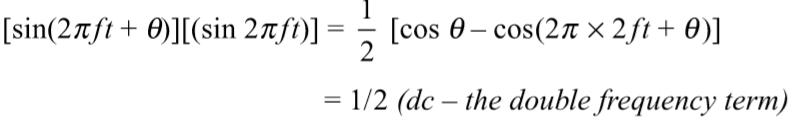 [sin(2πft + θ)][(sin 2πft)] = 1/2 [cos θ – cos(2π × 2ft + θ)]
= 1/2 (dc – the double frequency term)